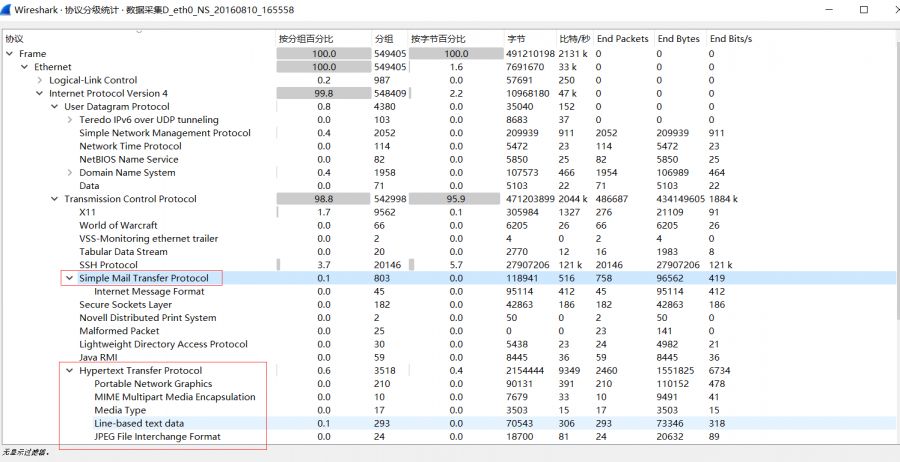 Wireshark · 协议分级统计 · 数据采集D_eth0_NS_20160810_165558
协议 按分组百分比 分组 按字节百分比 字节 比特/秒 End Packets End Bytes End Bits/s
Frame 100.0 549405 100.0 491210198 2131 k 0 0 0
Ethernet 100.0 549405 1.6 7691670 33 k 0 0 0
Logical-Link Control 0.2 987 0.0 57691 250 0 0 0
Internet Protocol Version 4 99.8 548409 2.2 10968180 47 k 0 0 0
User Datagram Protocol 0.8 4380 0.0 35040 152 0 0 0
Teredo IPv6 over UDP tunneling 0.0 103 0.0 8683 37 0 0 0
Simple Network Management Protocol 0.4 2052 0.0 209939 911 2052 209939 911
Network Time Protocol 0.0 114 0.0 5472 23 114 5472 23
NetBIOS Name Service 0.0 82 0.0 5850 25 82 5850 25
Domain Name System 0.4 1958 0.0 107573 466 1954 106989 464
Data 0.0 71 0.0 5103 22 71 5103 22
Transmission Control Protocol 98.8 542998 95.9 471203899 2044 k 486687 434149605 1884 k
X11 1.7 9562 0.1 305984 1327 276 21109 91
World of Warcraft 0.0 66 0.0 6205 26 66 6205 26
VSS-Monitoring ethernet trailer 0.0 2 0.0 4 0 2 4 0
Tabular Data Stream 0.0 20 0.0 2770 12 16 1983 8
SSH Protocol 3.7 20146 5.7 27907206 121 k 20146 27907206 121 k
Simple Mail Transfer Protocol 0.1 803 0.0 118941 516 758 96562 419
Internet Message Format 0.0 45 0.0 95114 412 45 95114 412
Secure Sockets Layer 0.0 182 0.0 42863 186 182 42863 186
Novell Distributed Print System 0.0 2 0.0 50 0 2 50 0
Malformed Packet 0.0 25 0.0 0 0 23 141 0
Lightweight Directory Access Protocol 0.0 30 0.0 5438 23 24 4982 21
Java RMI 0.0 59 0.0 8445 36 59 8445 36
Hypertext Transfer Protocol 0.6 3518 0.4 2154444 9349 2460 1551825 6734
Portable Network Graphics 0.0 210 0.0 90131 391 210 110152 478
MIME Multipart Media Encapsulation 0.0 10 0.0 7679 33 10 9491 41
Media Type 0.0 17 0.0 3503 15 17 3503 15
Line-based text data 0.1 293 0.0 70543 306 293 73346 318
JPEG File Interchange Format 0.0 24 0.0 18700 81 24 20632 89
无显示过滤器。